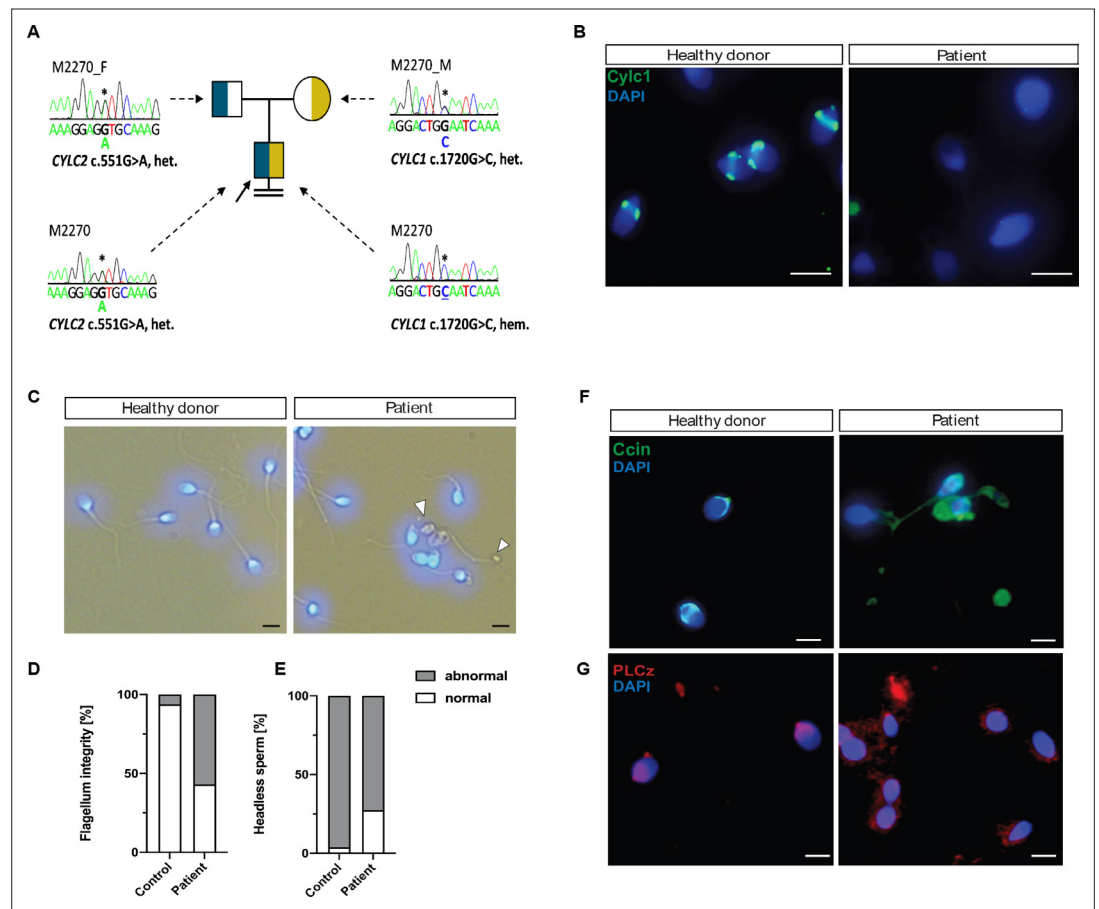 A
M2270_F
*
AAAGGAGGTGCAAAG
A
CYLC2 c.551G>A, het.
M2270_M
*
AGGACTGGAATCAAA
C
CYLC1 c.1720G>C, het.
M2270
*
AAAGGAGGTGCAAAG
A
CYLC2 c.551G>A, het.
M2270
*
AGGACTGCAATCAAA
CYLC1 c.1720G>C, hem.
B
Healthy donor
Patient
Cylc1
DAPI
C
Healthy donor
Patient
D
Flagellum integrity [%]
100
50
0
Control
Patient
E
Headless sperm [%]
100
50
0
Control
Patient
abnormal
normal
F
Healthy donor
Patient
Ccin
DAPI
G
PLCz
DAPI